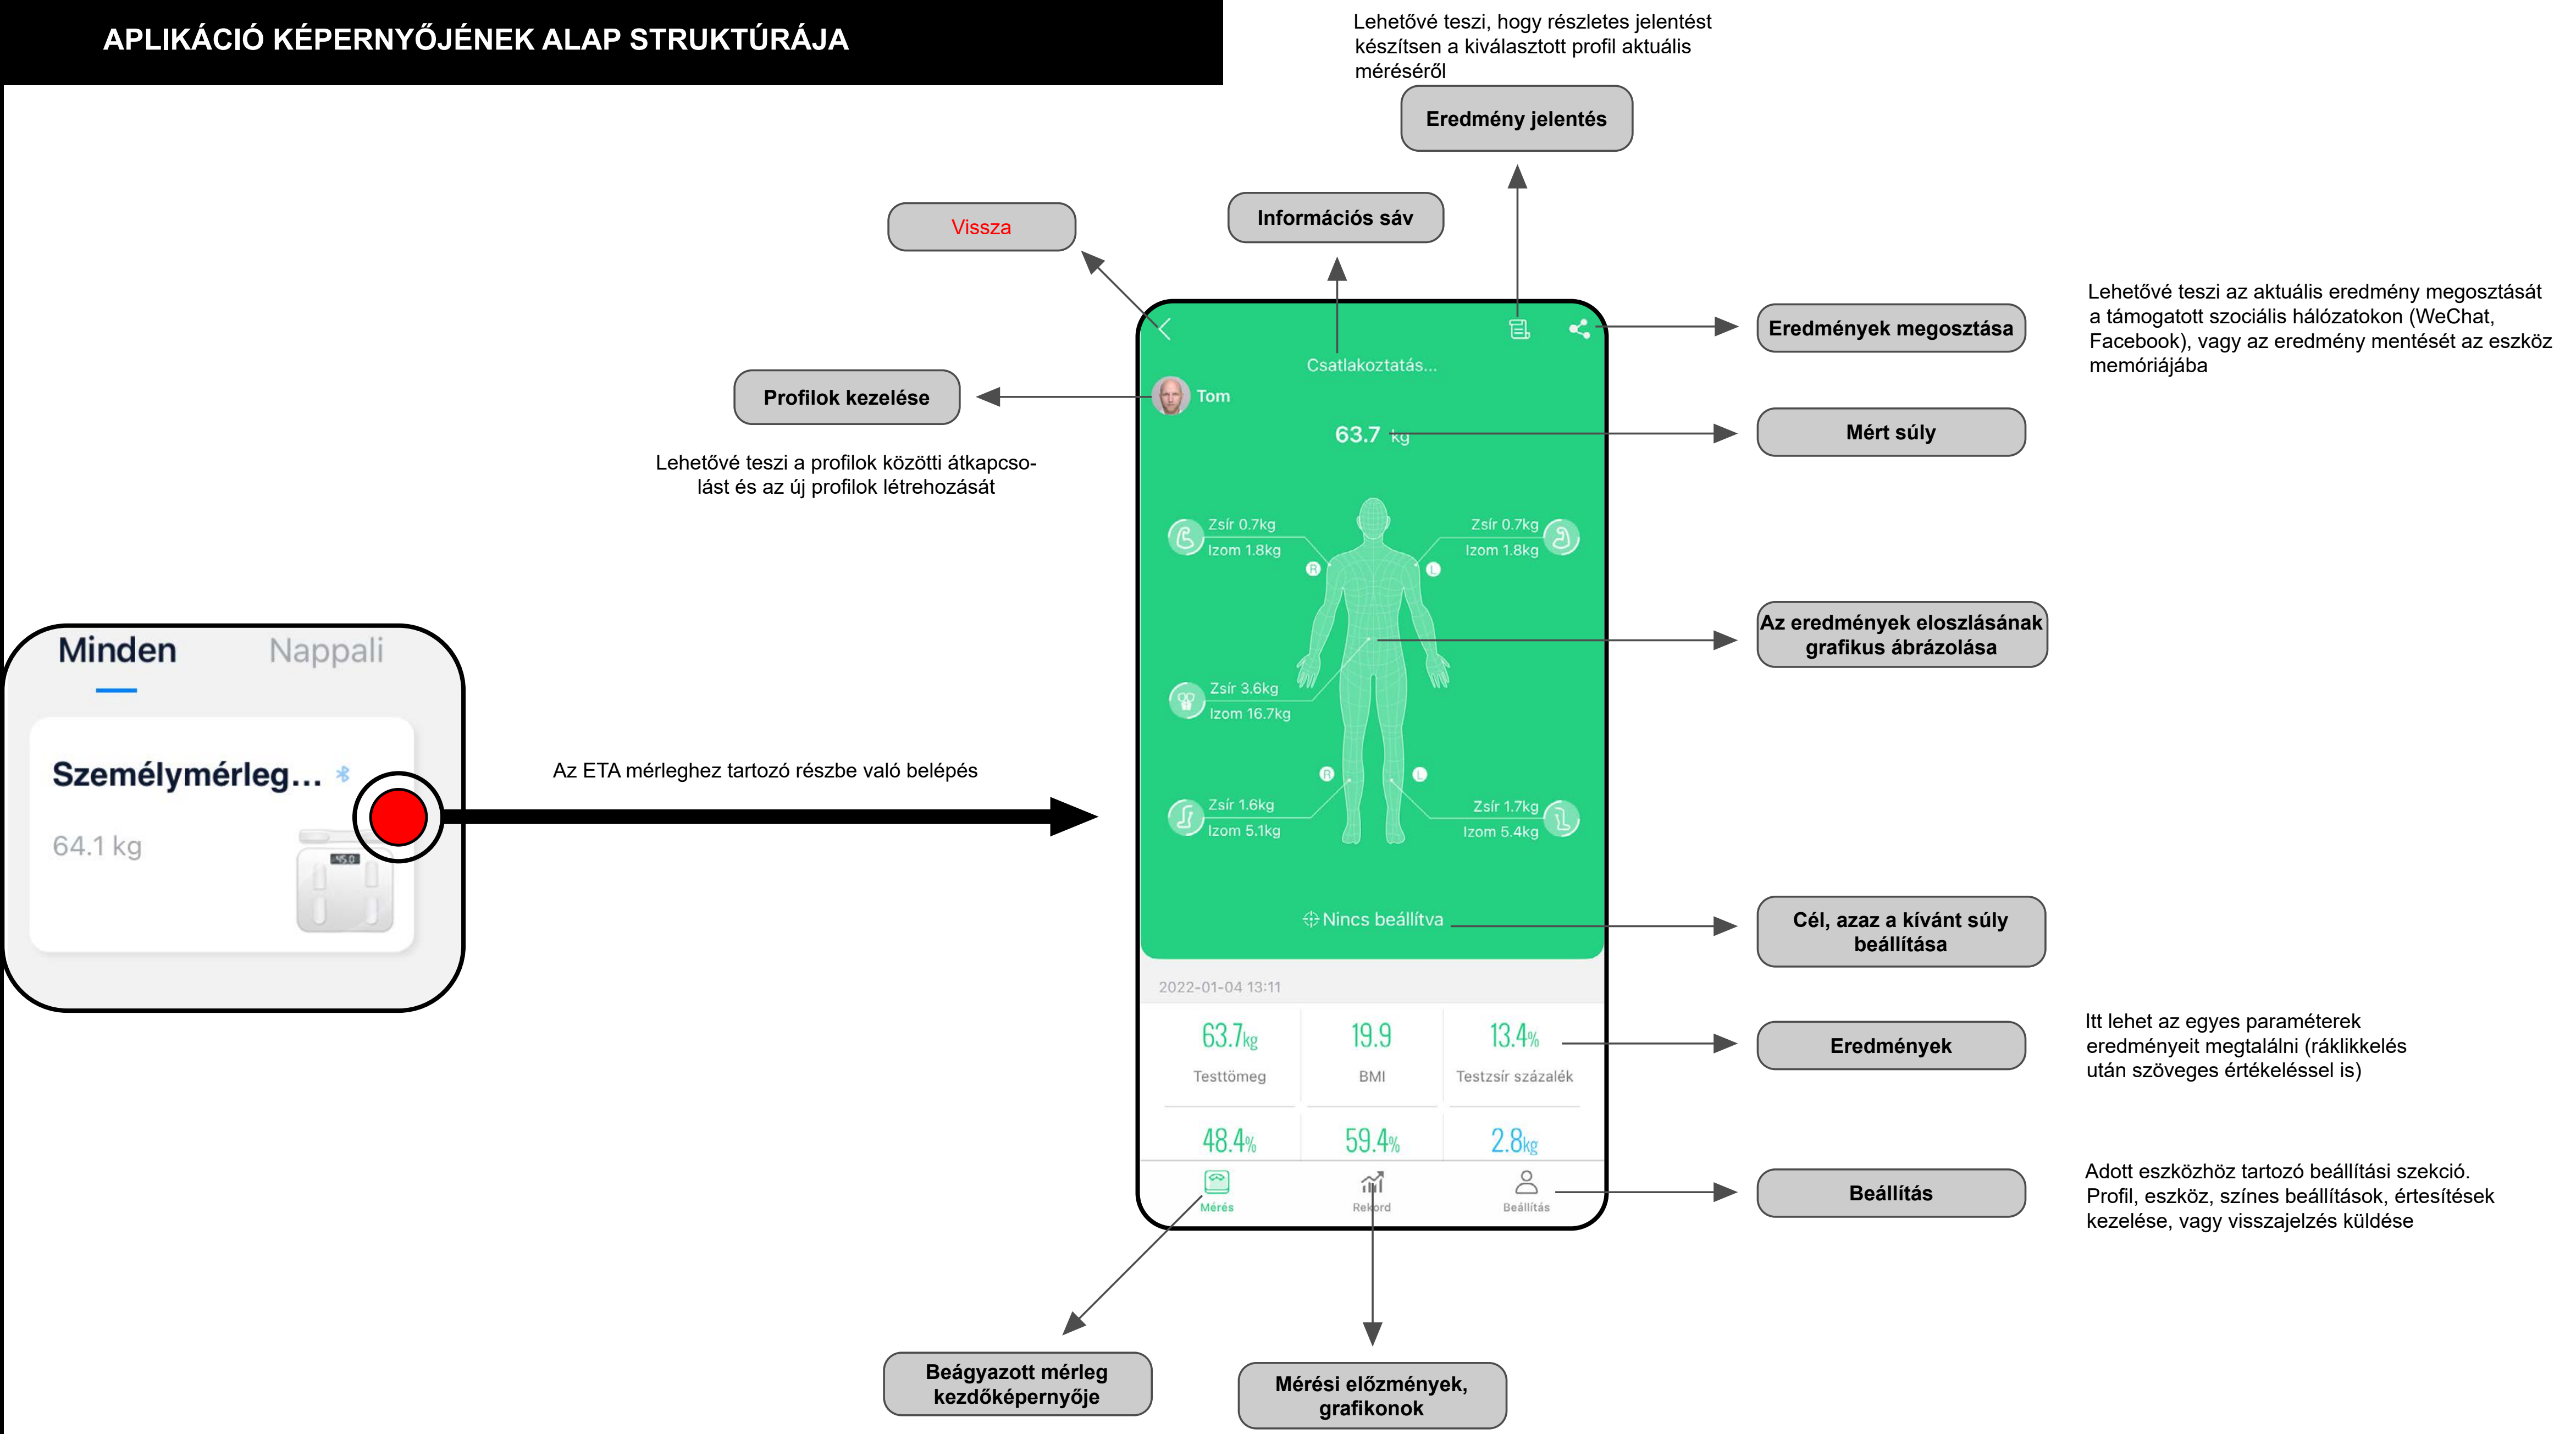 APLIKÁCIÓ KÉPERNYŐJÉNEK ALAP STRUKTÚRÁJA
Lehetővé teszi, hogy részletes jelentést
készítsen a kiválasztott profil aktuális
méréséről
Eredmény jelentés
Információs sáv
Vissza
Profilok kezelése
Lehetővé teszi a profilok közötti átkapcso-
lást és az új profilok létrehozását
Csatlakoztatás...
Tom
63.7 kg
Zsír 0.7kg
Izom 1.8kg
Zsír 0.7kg
Izom 1.8kg
R
L
Zsír 3.6kg
Izom 16.7kg
R
L
Zsír 1.6kg
Izom 5.1kg
Zsír 1.7kg
Izom 5.4kg
Nincs beállítva
2022-01-04 13:11
63.7kg
19.9
13.4%
Testtömeg
BMI
Testzsír százalék
48.4%
59.4%
2.8kg
Mérés
Rekord
Beállítás
Eredmények megosztása
Lehetővé teszi az aktuális eredmény megosztását
a támogatott szociális hálózatokon (WeChat,
Facebook), vagy az eredmény mentését az eszköz
memóriájába
Mért súly
Az eredmények eloszlásának
grafikus ábrázolása
Cél, azaz a kívánt súly
beállítása
Eredmények
Itt lehet az egyes paraméterek
eredményeit megtalálni (ráklikkelés
után szöveges értékeléssel is)
Beállítás
Adott eszközhöz tartozó beállítási szekció.
Profil, eszköz, színes beállítások, értesítések
kezelése, vagy visszajelzés küldése
Minden
Nappali
Személymérleg...
64.1 kg
45.0
Az ETA mérleghez tartozó részbe való belépés
Beágyazott mérleg
kezdőképernyője
Mérési előzmények,
grafikonok